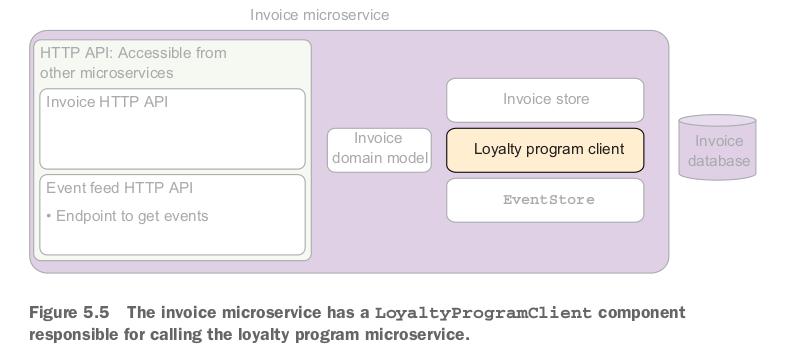 Invoice microservice
HTTP API: Accessible from
other microservices
Invoice HTTP API
Event feed HTTP API
• Endpoint to get events
Invoice
domain model
Invoice store
Loyalty program client
EventStore
Invoice
database
Figure 5.5 The invoice microservice has a LoyaltyProgramClient component
responsible for calling the loyalty program microservice.